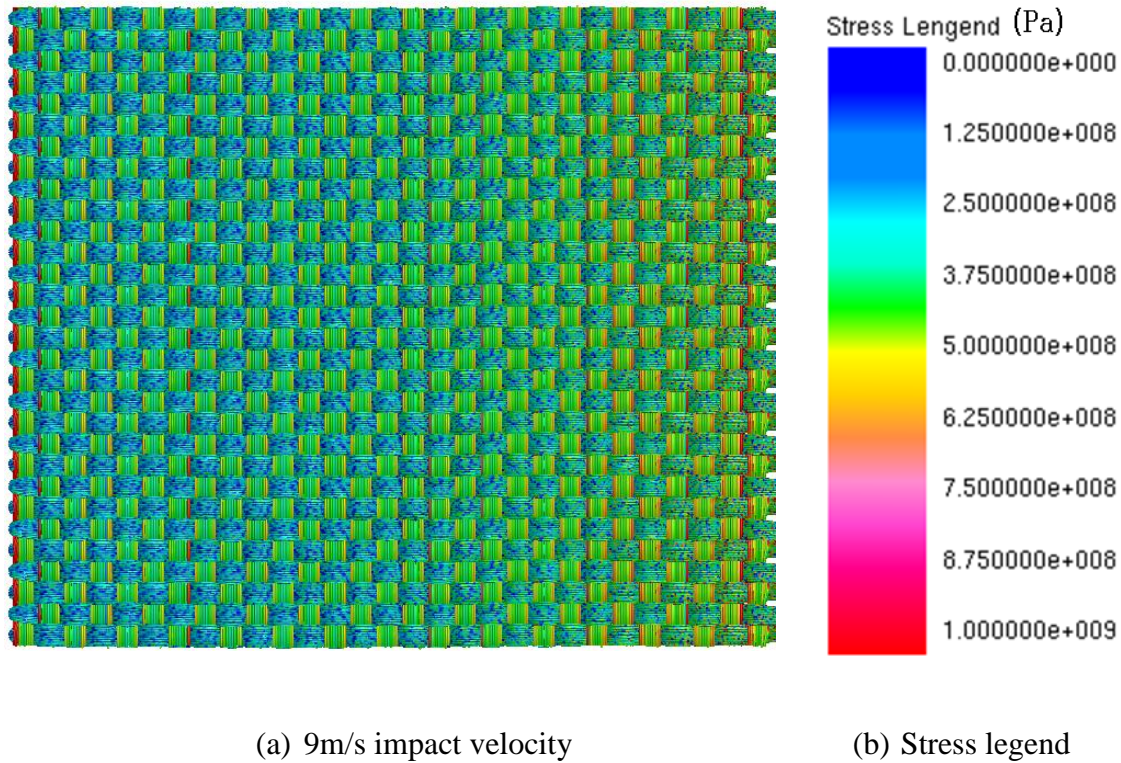 Stress Lengend (Pa)
0.000000e+000
1.250000e+008
2.500000e+008
3.750000e+008
5.000000e+008
6.250000e+008
7.500000e+008
8.750000e+008
1.000000e+009
(a) 9m/s impact velocity
(b) Stress legend